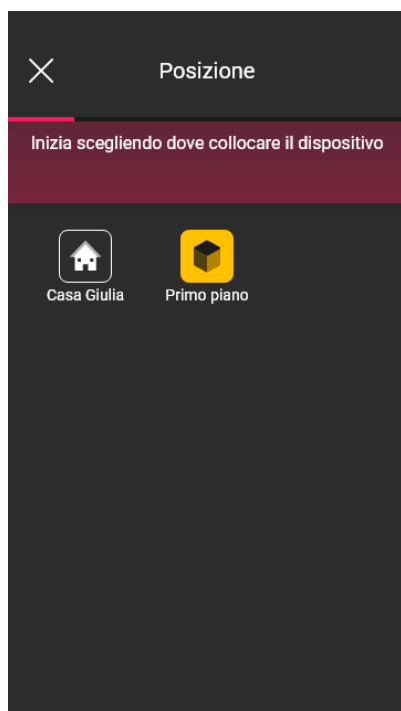 Posizione
Inizia scegliendo dove collocare il dispositivo
Casa Giulia
Primo piano